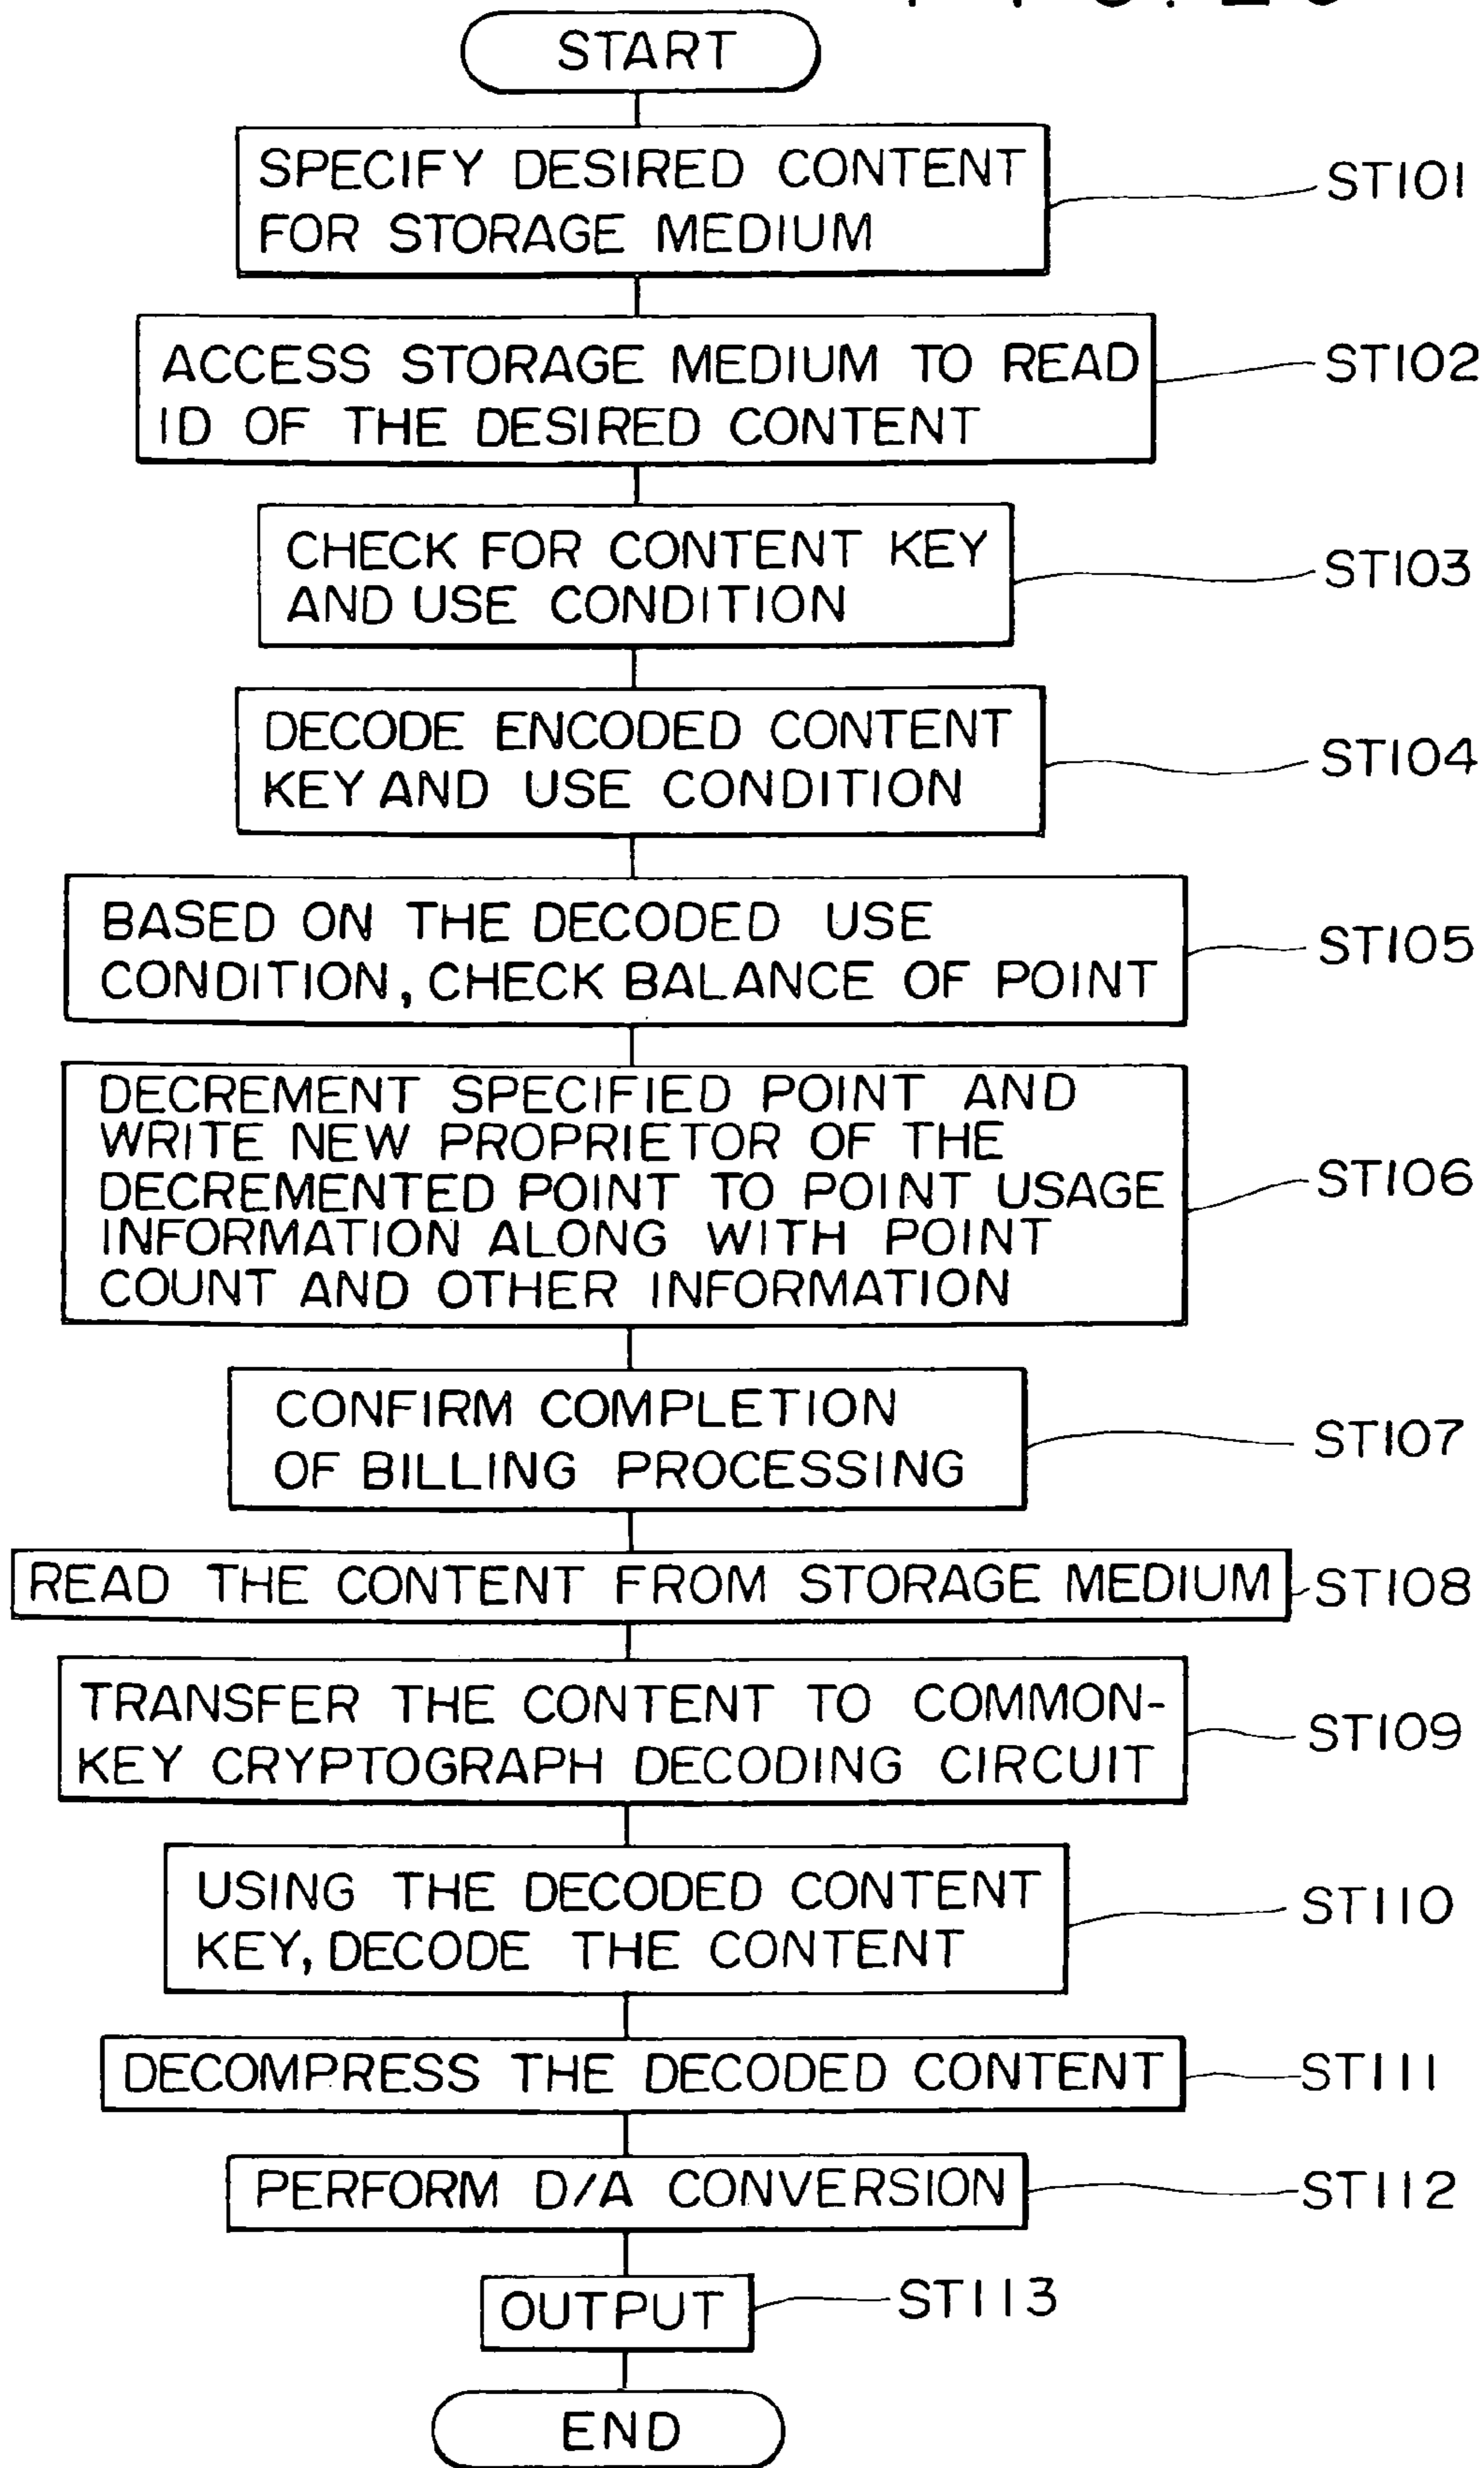 START
SPECIFY DESIRED CONTENT
FOR STORAGE MEDIUM
ST101
ACCESS STORAGE MEDIUM TO READ
ID OF THE DESIRED CONTENT
ST102
CHECK FOR CONTENT KEY
AND USE CONDITION
ST103
DECODE ENCODED CONTENT
KEY AND USE CONDITION
ST104
BASED ON THE DECODED USE
CONDITION, CHECK BALANCE OF POINT
ST105
DECREMENT SPECIFIED POINT AND
WRITE NEW PROPRIETOR OF THE
DECREMENTED POINT TO POINT USAGE
INFORMATION ALONG WITH POINT
COUNT AND OTHER INFORMATION
ST106
CONFIRM COMPLETION
OF BILLING PROCESSING
ST107
READ THE CONTENT FROM STORAGE MEDIUM
ST108
TRANSFER THE CONTENT TO COMMON-
KEY CRYPTOGRAPH DECODING CIRCUIT
ST109
USING THE DECODED CONTENT
KEY, DECODE THE CONTENT
ST110
DECOMPRESS THE DECODED CONTENT
ST111
PERFORM D/A CONVERSION
ST112
OUTPUT
ST113
END